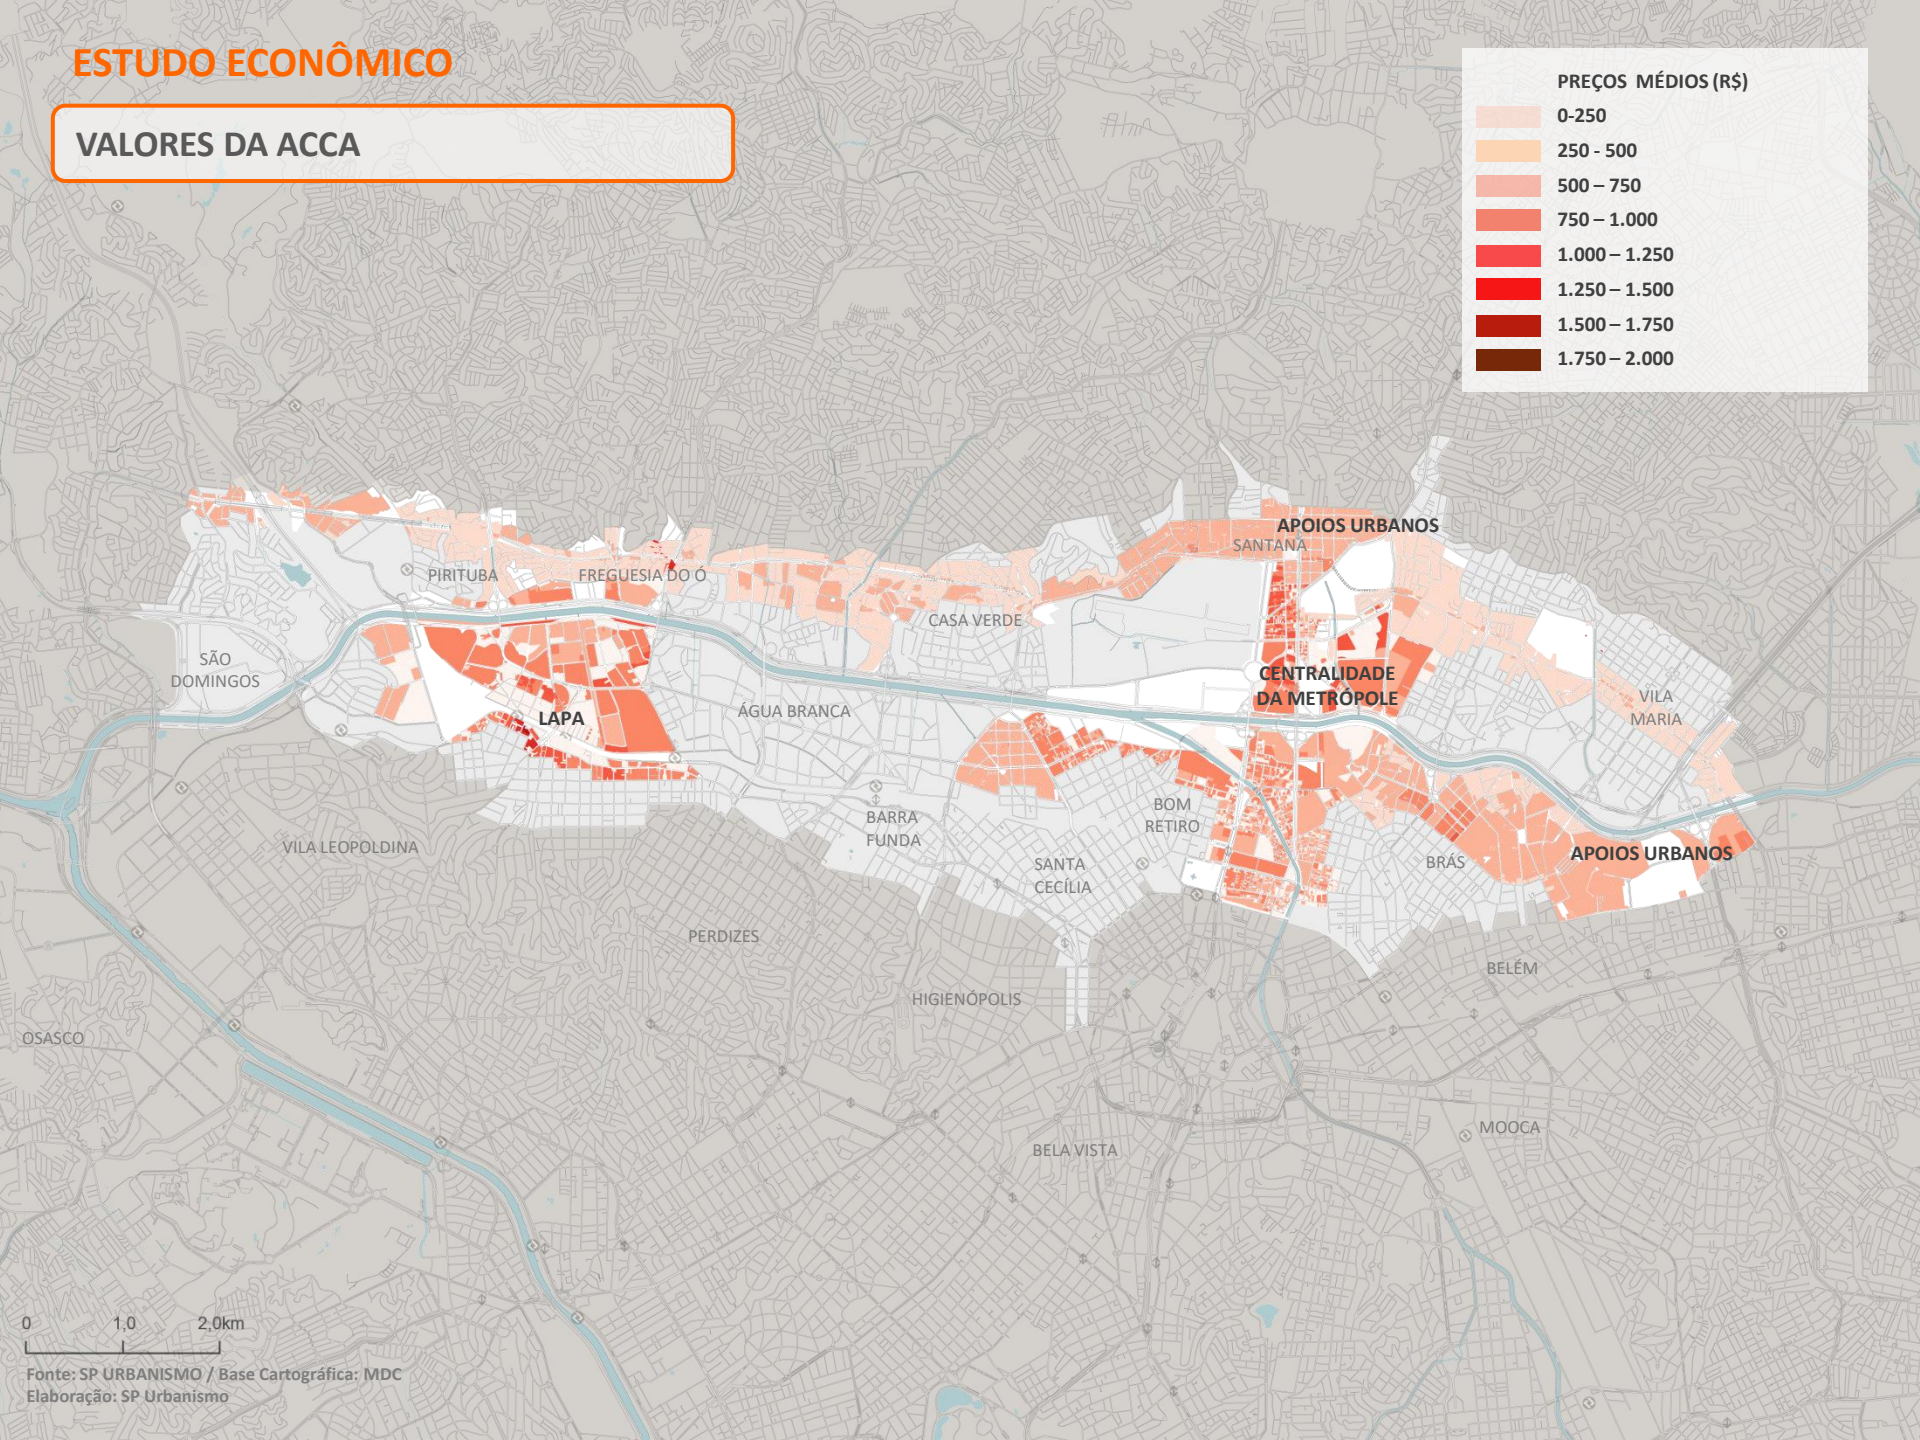 ESTUDO ECONÔMICO
VALORES DA ACCA
PREÇOS MÉDIOS (R$)
0-250
250 - 500
500 – 750
750 – 1.000
1.000 – 1.250
1.250 – 1.500
1.500 – 1.750
1.750 – 2.000
APOIOS URBANOS
SANTANA
PIRITUBA
FREGUESIA DO Ó
CASA VERDE
SÃO
DOMINGOS
CENTRALIDADE
DA METRÓPOLE
VILA
MARIA
LAPA
ÁGUA BRANCA
BOM
RETIRO
BARRA
FUNDA
VILA LEOPOLDINA
SANTA
CECÍLIA
BRÁS
APOIOS URBANOS
PERDIZES
BELÉM
HIGIENÓPOLIS
OSASCO
MOOCA
BELA VISTA
0 1,0 2,0km
Fonte: SP URBANISMO / Base Cartográfica: MDC
Elaboração: SP Urbanismo